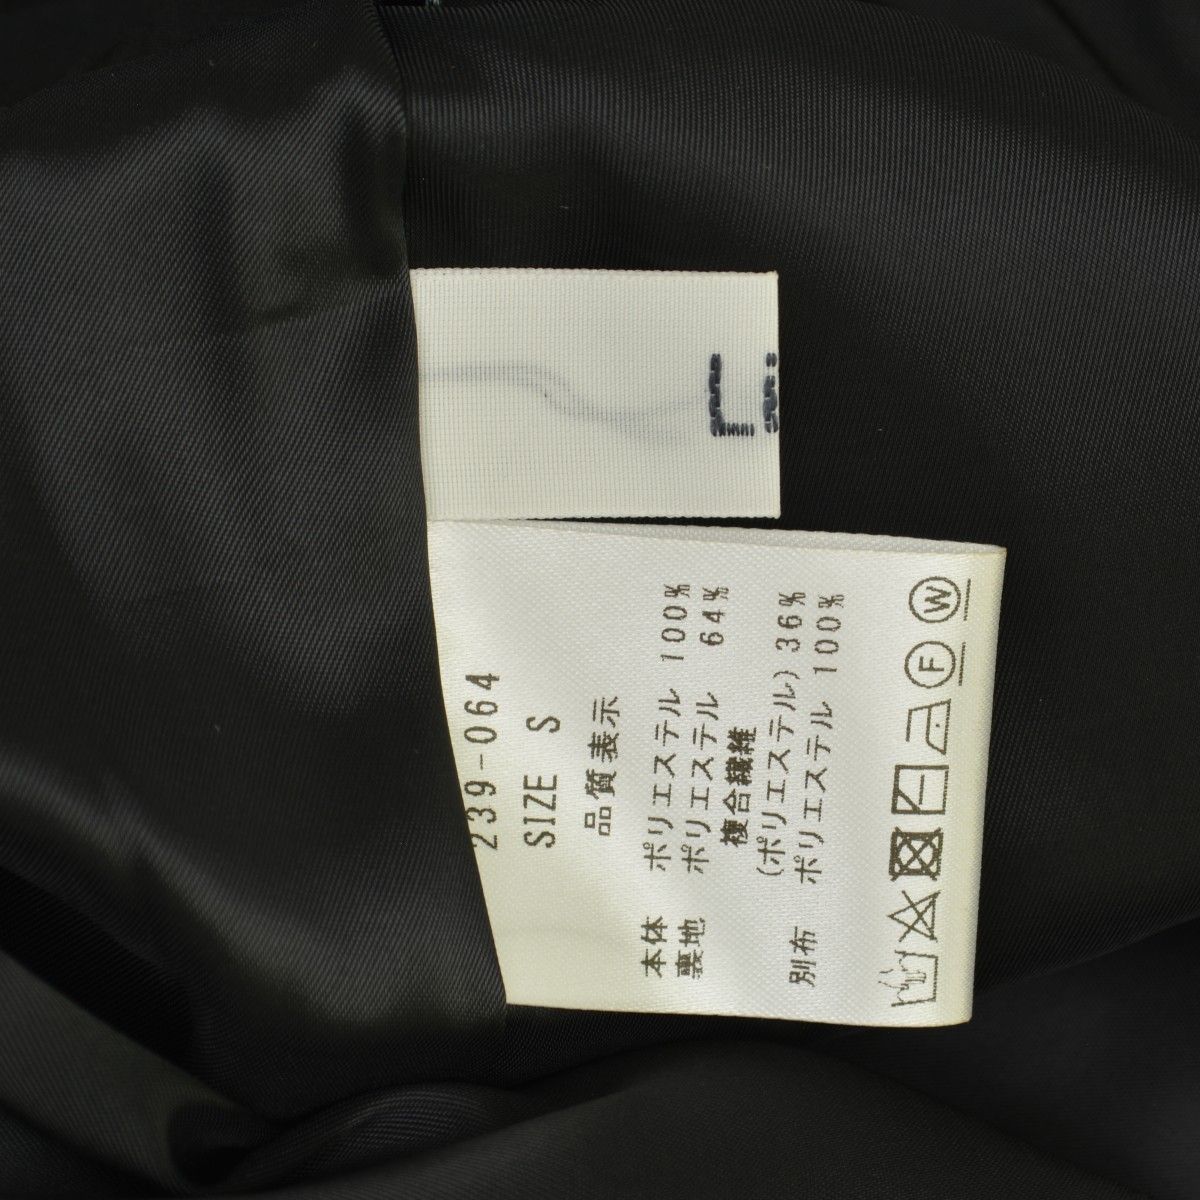 Li
239-064
SIZE S
品質表示
本体 ポリエステル 100%
裏地 ポリエステル 64%
複合繊維
(ポリエステル) 36%
別布 ポリエステル 100%
F W